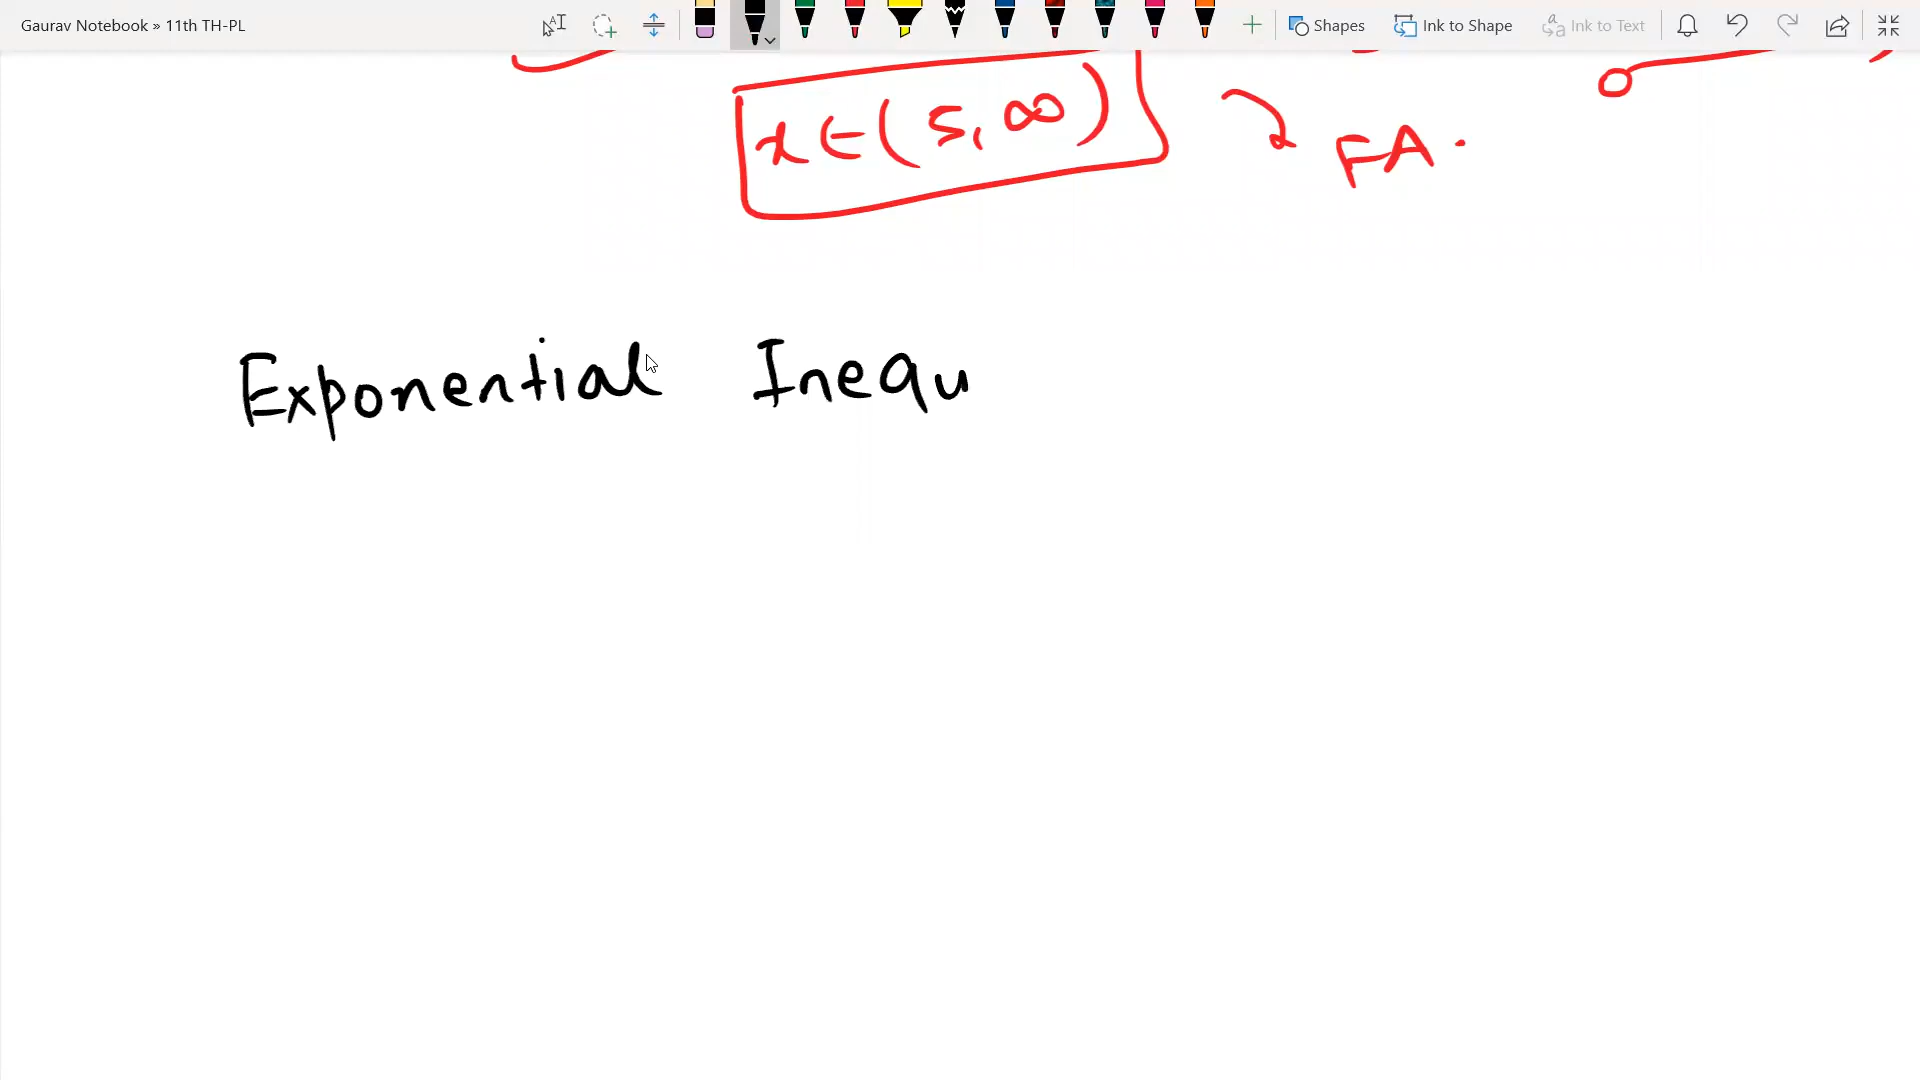 Gaurav Notebook » 11th TH-PL
Shapes
Ink to Shape
Ink to Text
x ∈ (5, ∞)
FA.
Exponential Inequ